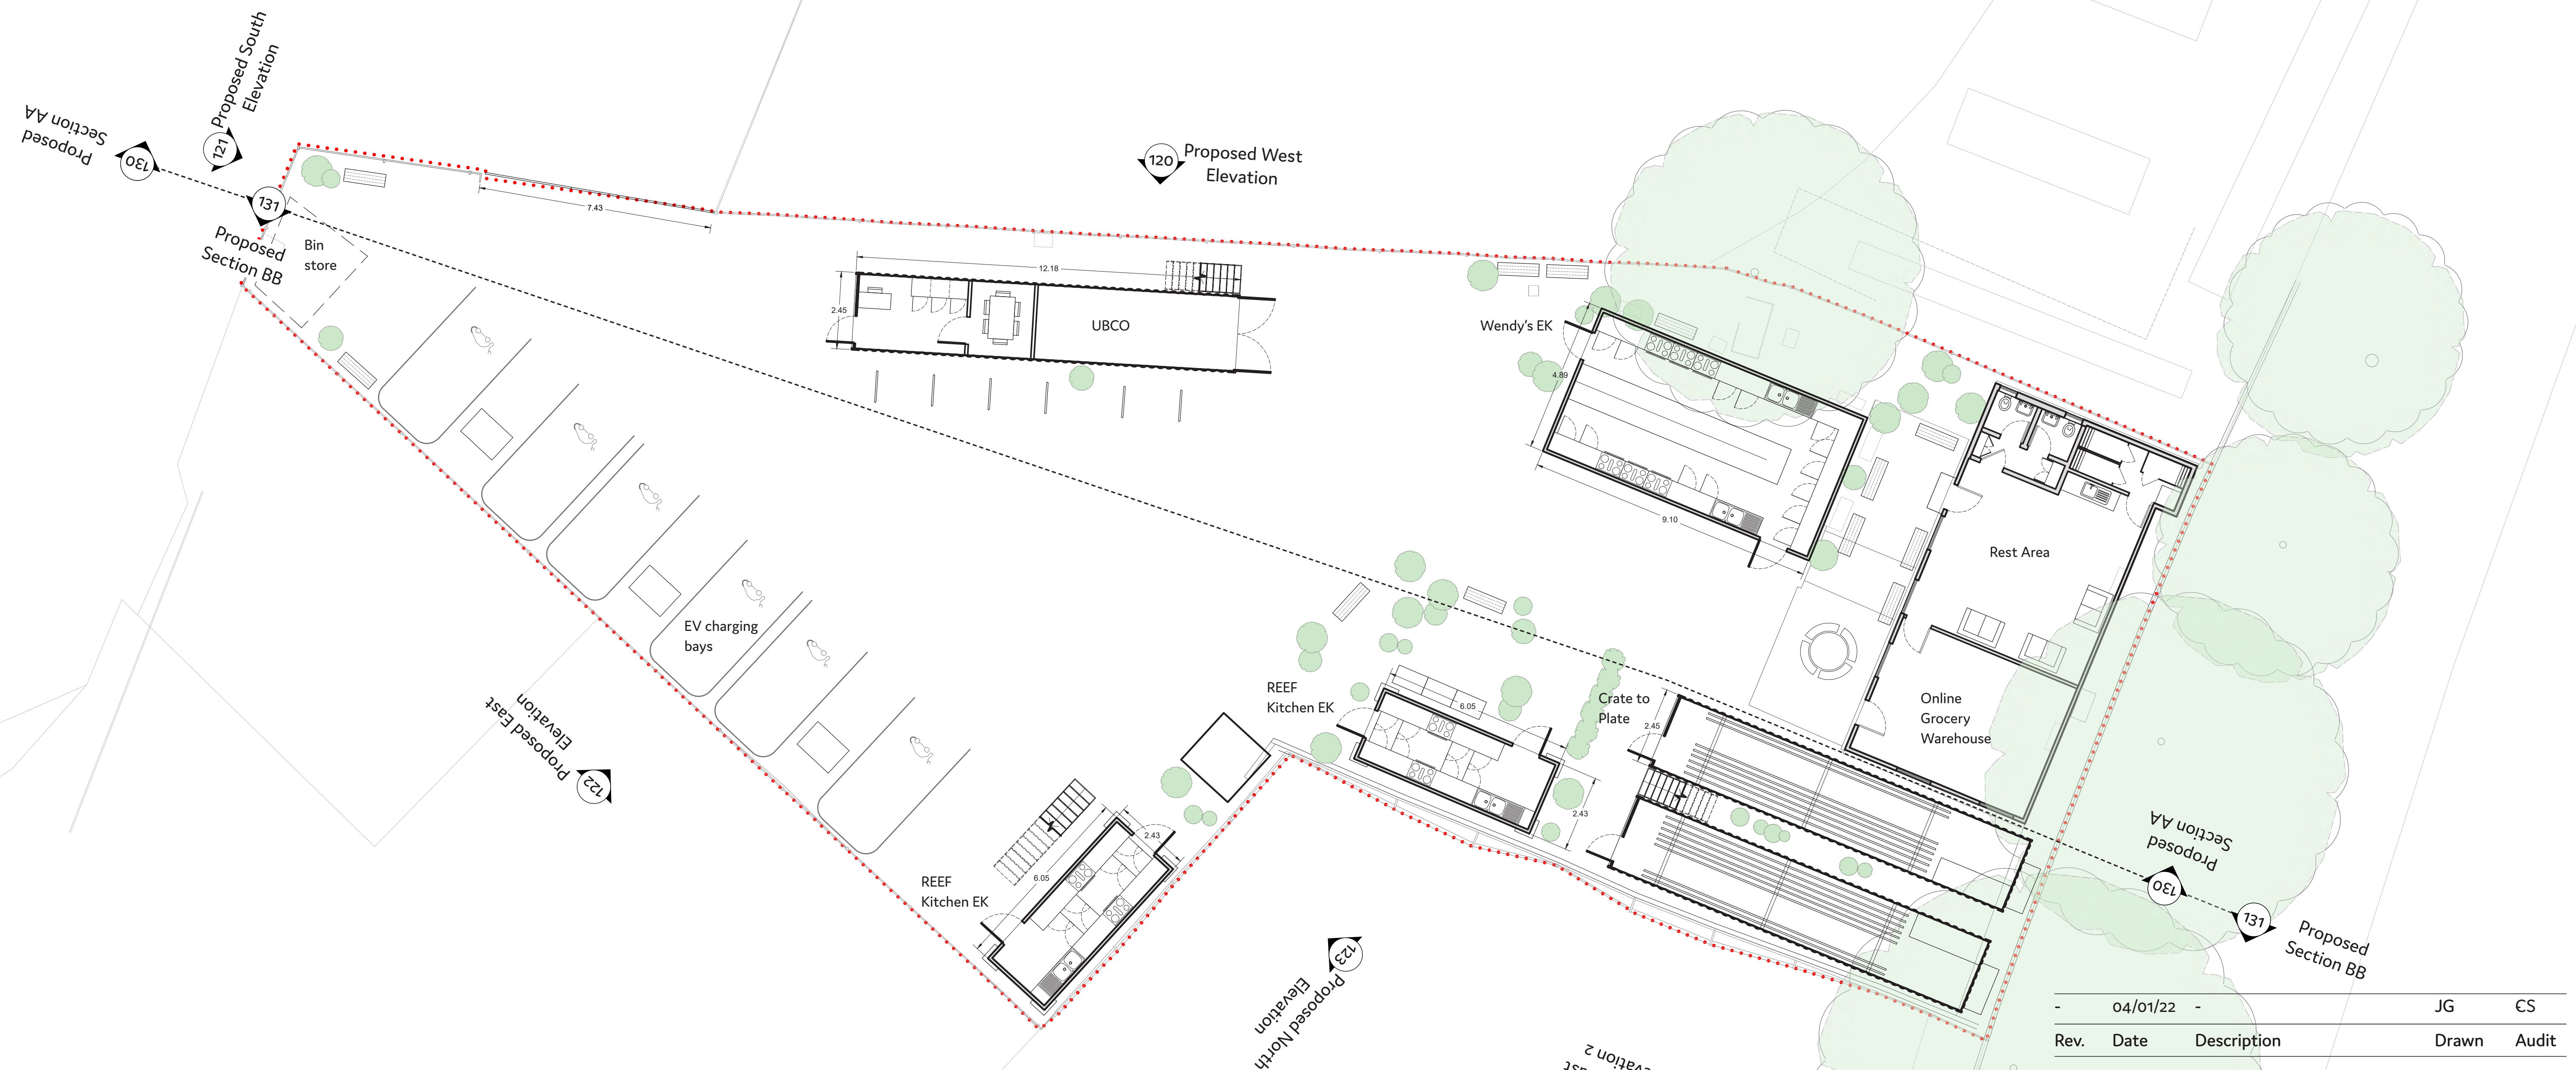 Proposed South
Elevation
Proposed
Section AA
130
121
131
Proposed
Section BB
Bin
store
7.43
120
Proposed West
Elevation
12.18
2.45
UBCO
Wendy's EK
4.89
9.10
Rest Area
EV charging
bays
Proposed East
Elevation
122
REEF
Kitchen EK
6.05
Crate to
Plate
2.45
2.43
Online
Grocery
Warehouse
REEF
Kitchen EK
6.05
2.43
123
Proposed North
Elevation
Proposed
Section AA
130
131
Proposed
Section BB
- 04/01/22 - JG CS
Rev. Date Description Drawn Audit